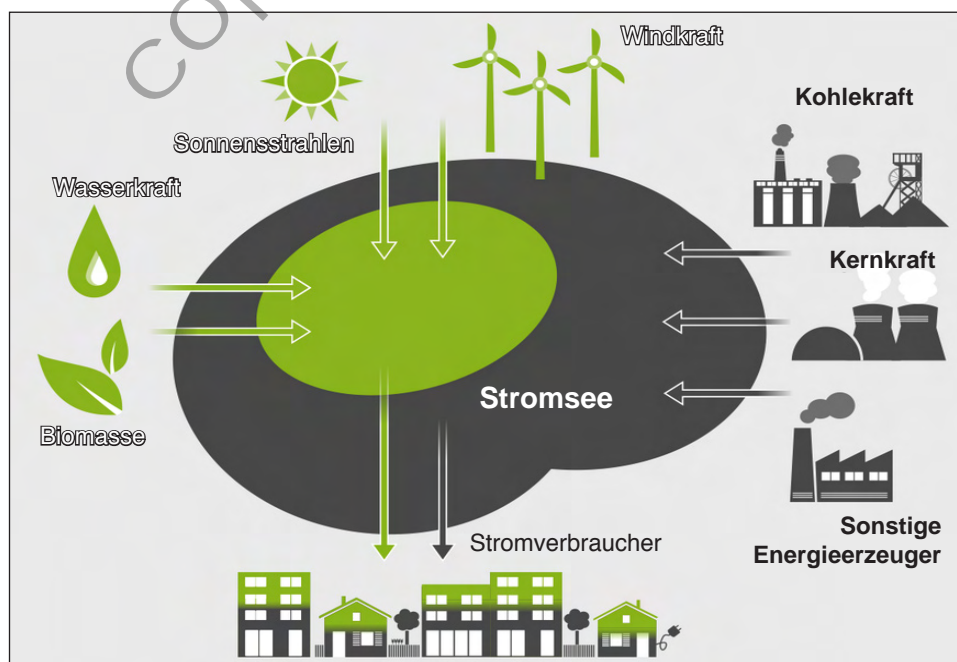 Windkraft
Kohlekraft
Sonnensstrahlen
Wasserkraft
Kernkraft
Stromsee
Biomasse
Sonstige
Energieerzeuger
Stromverbraucher